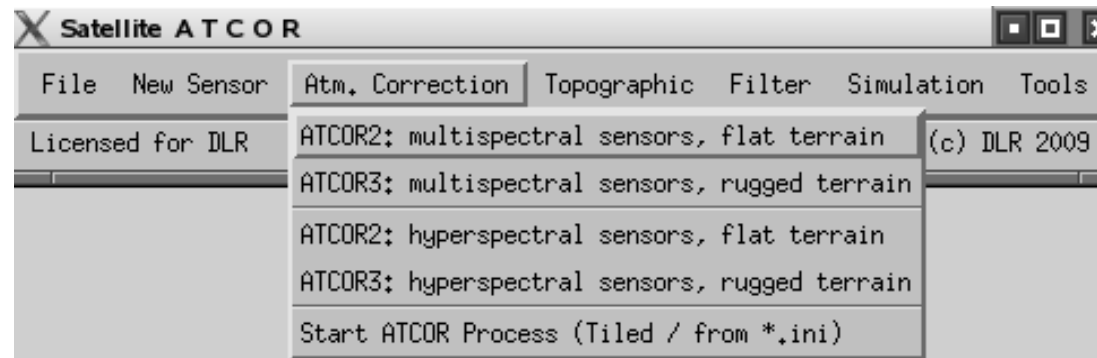 Satellite A T C O R
File New Sensor Atm. Correction Topographic Filter Simulation Tools
Licensed for DLR (c) DLR 2009
ATCOR2: multispectral sensors, flat terrain
ATCOR3: multispectral sensors, rugged terrain
ATCOR2: hyperspectral sensors, flat terrain
ATCOR3: hyperspectral sensors, rugged terrain
Start ATCOR Process (Tiled / from *.ini)